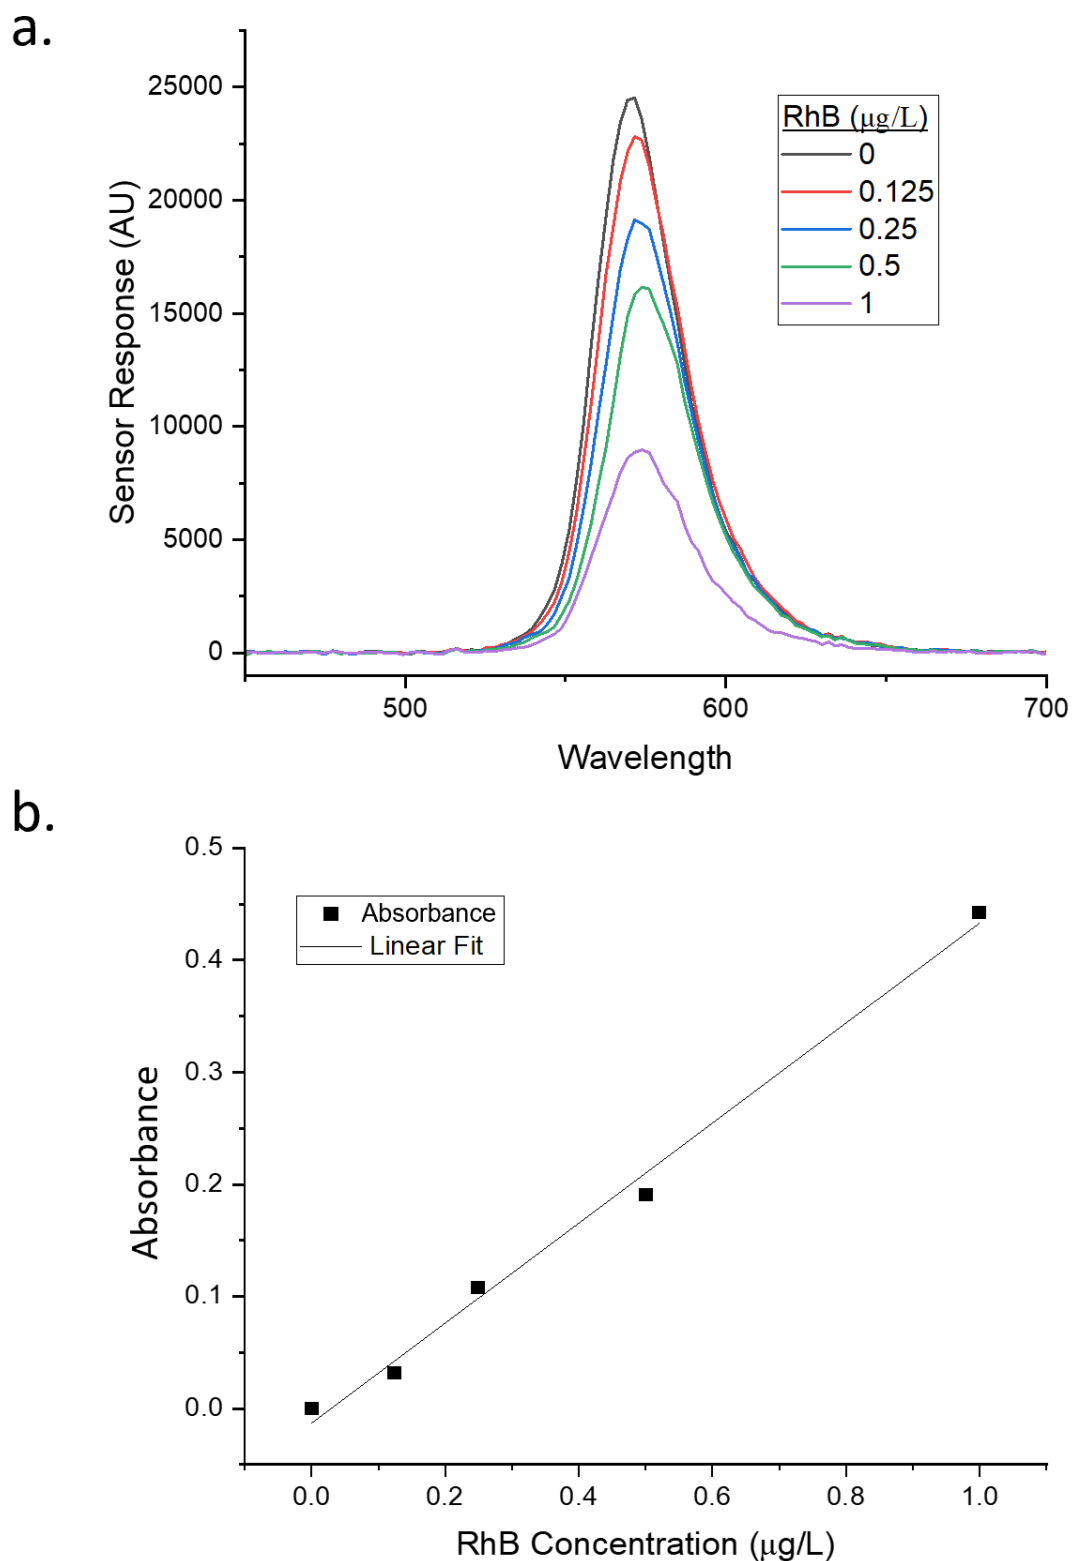 a.
25000
20000
15000
10000
5000
0
Sensor Response (AU)
RhB (μg/L)
0
0.125
0.25
0.5
1
500
600
700
Wavelength
b.
0.5
0.4
0.3
0.2
0.1
0.0
Absorbance
Absorbance
Linear Fit
0.0
0.2
0.4
0.6
0.8
1.0
RhB Concentration (μg/L)